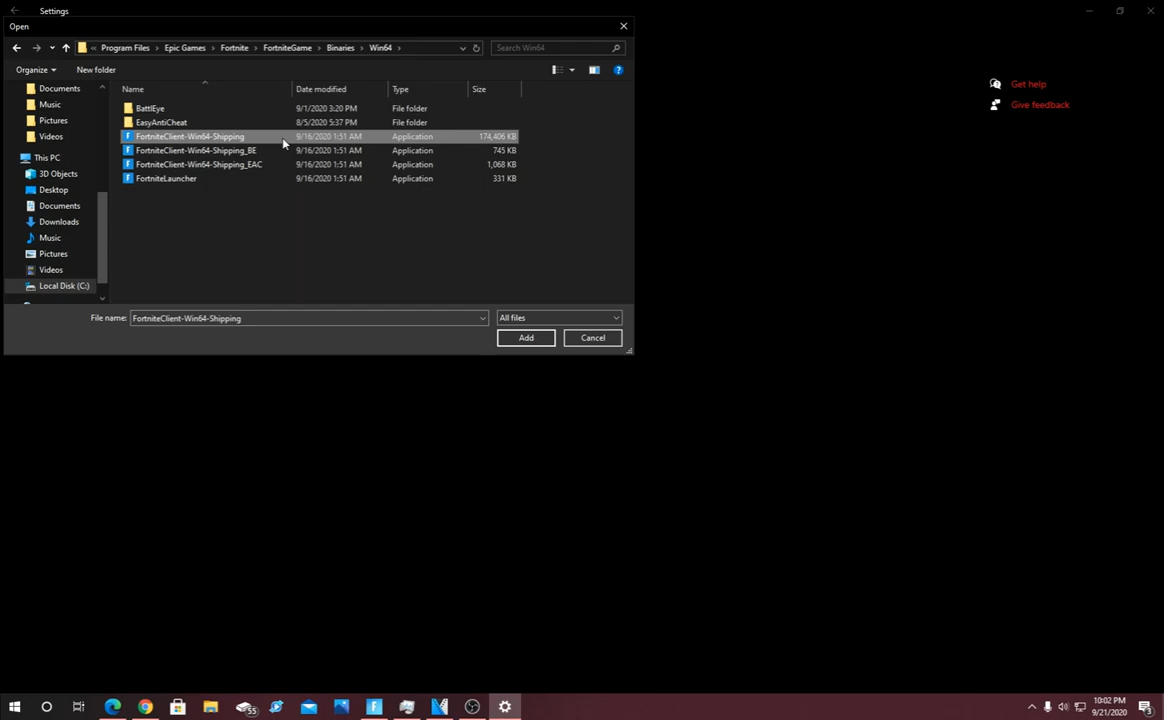 Settings
Open
« Program Files > Epic Games > Fortnite > FortniteGame > Binaries > Win64 >
Search Win64
Organize
New folder
Name
Date modified
Type
Size
Documents
Music
Pictures
Videos
This PC
3D Objects
Desktop
Documents
Downloads
Music
Pictures
Videos
Local Disk (C:)
BattlEye 9/1/2020 3:20 PM File folder
EasyAntiCheat 8/5/2020 5:37 PM File folder
FortniteClient-Win64-Shipping 9/16/2020 1:51 AM Application 174,406 KB
FortniteClient-Win64-Shipping_BE 9/16/2020 1:51 AM Application 745 KB
FortniteClient-Win64-Shipping_EAC 9/16/2020 1:51 AM Application 1,068 KB
FortniteLauncher 9/16/2020 1:51 AM Application 331 KB
File name: FortniteClient-Win64-Shipping
All files
Add
Cancel
Get help
Give feedback
55
10:02 PM
9/21/2020
3